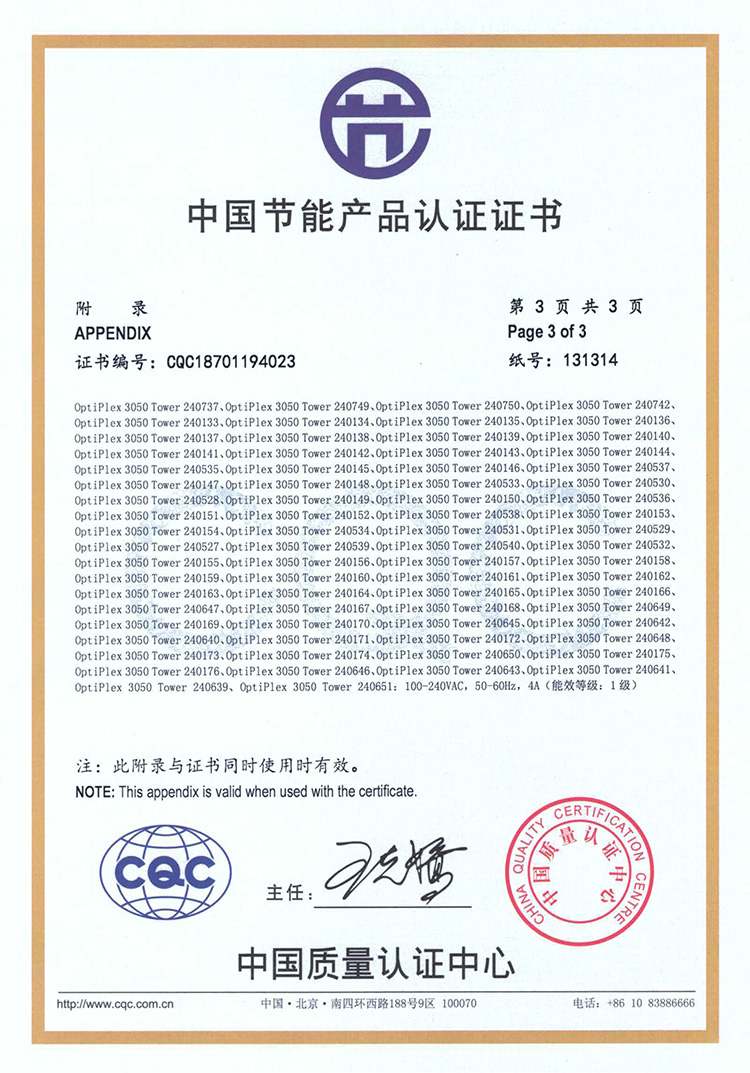 中国节能产品认证证书
附 录
第 3 页 共 3 页
APPENDIX
Page 3 of 3
证书编号：CQC18701194023
纸号：131314
OptiPlex 3050 Tower 240737、OptiPlex 3050 Tower 240749、OptiPlex 3050 Tower 240750、OptiPlex 3050 Tower 240742、
OptiPlex 3050 Tower 240133、OptiPlex 3050 Tower 240134、OptiPlex 3050 Tower 240135、OptiPlex 3050 Tower 240136、
OptiPlex 3050 Tower 240137、OptiPlex 3050 Tower 240138、OptiPlex 3050 Tower 240139、OptiPlex 3050 Tower 240140、
OptiPlex 3050 Tower 240141、OptiPlex 3050 Tower 240142、OptiPlex 3050 Tower 240143、OptiPlex 3050 Tower 240144、
OptiPlex 3050 Tower 240535、OptiPlex 3050 Tower 240145、OptiPlex 3050 Tower 240146、OptiPlex 3050 Tower 240537、
OptiPlex 3050 Tower 240147、OptiPlex 3050 Tower 240148、OptiPlex 3050 Tower 240533、OptiPlex 3050 Tower 240530、
OptiPlex 3050 Tower 240528、OptiPlex 3050 Tower 240149、OptiPlex 3050 Tower 240150、OptiPlex 3050 Tower 240536、
OptiPlex 3050 Tower 240151、OptiPlex 3050 Tower 240152、OptiPlex 3050 Tower 240538、OptiPlex 3050 Tower 240153、
OptiPlex 3050 Tower 240154、OptiPlex 3050 Tower 240534、OptiPlex 3050 Tower 240531、OptiPlex 3050 Tower 240529、
OptiPlex 3050 Tower 240527、OptiPlex 3050 Tower 240539、OptiPlex 3050 Tower 240540、OptiPlex 3050 Tower 240532、
OptiPlex 3050 Tower 240155、OptiPlex 3050 Tower 240156、OptiPlex 3050 Tower 240157、OptiPlex 3050 Tower 240158、
OptiPlex 3050 Tower 240159、OptiPlex 3050 Tower 240160、OptiPlex 3050 Tower 240161、OptiPlex 3050 Tower 240162、
OptiPlex 3050 Tower 240163、OptiPlex 3050 Tower 240164、OptiPlex 3050 Tower 240165、OptiPlex 3050 Tower 240166、
OptiPlex 3050 Tower 240647、OptiPlex 3050 Tower 240167、OptiPlex 3050 Tower 240168、OptiPlex 3050 Tower 240649、
OptiPlex 3050 Tower 240169、OptiPlex 3050 Tower 240170、OptiPlex 3050 Tower 240645、OptiPlex 3050 Tower 240642、
OptiPlex 3050 Tower 240640、OptiPlex 3050 Tower 240171、OptiPlex 3050 Tower 240172、OptiPlex 3050 Tower 240648、
OptiPlex 3050 Tower 240173、OptiPlex 3050 Tower 240174、OptiPlex 3050 Tower 240650、OptiPlex 3050 Tower 240175、
OptiPlex 3050 Tower 240176、OptiPlex 3050 Tower 240646、OptiPlex 3050 Tower 240643、OptiPlex 3050 Tower 240641、
OptiPlex 3050 Tower 240639、OptiPlex 3050 Tower 240651：100-240VAC，50-60Hz，4A（能效等级：1 级）
注：此附录与证书同时使用时有效。
NOTE: This appendix is valid when used with the certificate.
CQC
主任：
CHINA QUALITY CERTIFICATION CENTRE
中国质量认证中心
中国质量认证中心
http://www.cqc.com.cn
中国·北京·南四环西路188号9区 100070
电话：+86 10 83886666